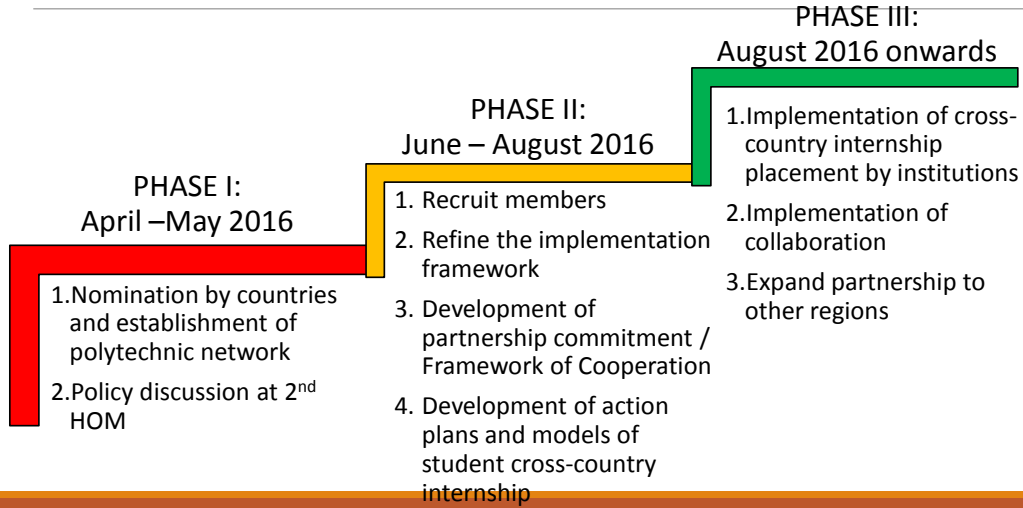 PHASE I:
April –May 2016
1.Nomination by countries
and establishment of
polytechnic network
2.Policy discussion at 2nd
HOM
PHASE II:
June – August 2016
1. Recruit members
2. Refine the implementation
framework
3. Development of
partnership commitment /
Framework of Cooperation
4. Development of action
plans and models of
student cross-country
internship
PHASE III:
August 2016 onwards
1.Implementation of cross-
country internship
placement by institutions
2.Implementation of
collaboration
3.Expand partnership to
other regions